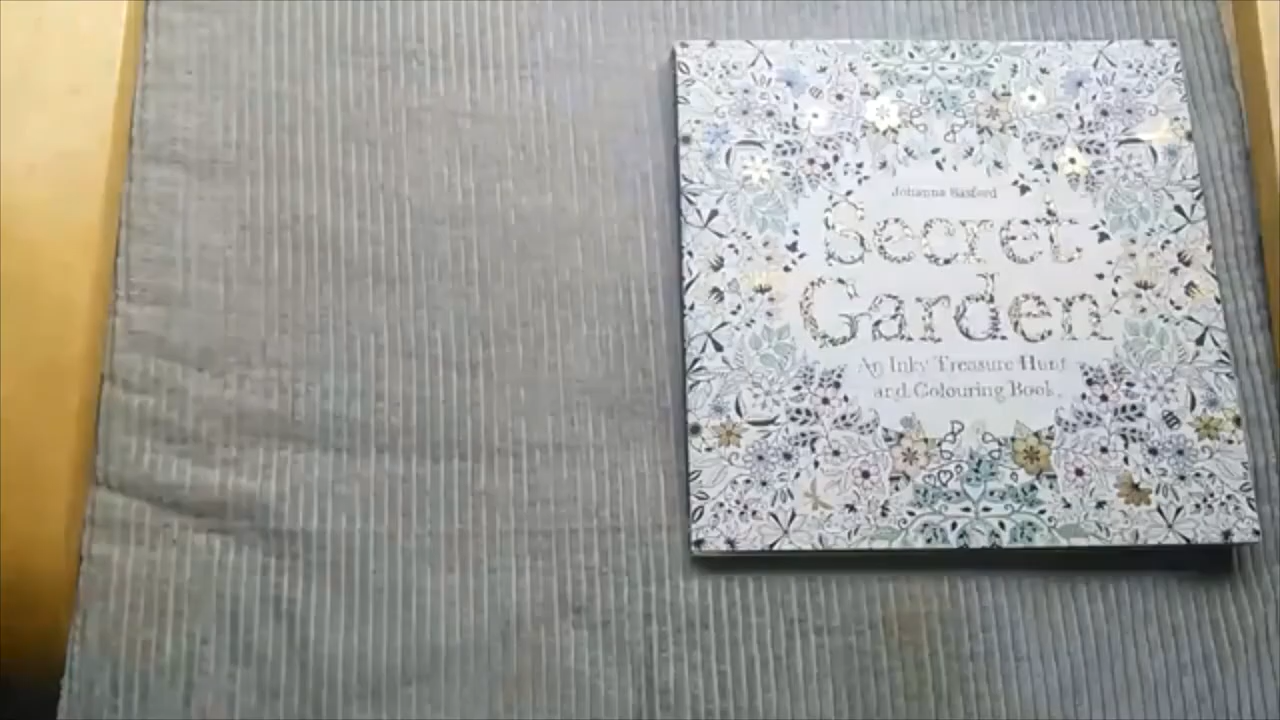 Johanna Basford
Secret
Garden
An Inky Treasure Hunt
and Colouring Book